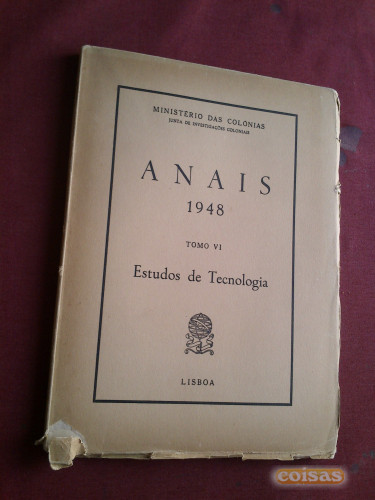 MINISTÉRIO DAS COLÓNIAS
JUNTA DE INVESTIGAÇÕES COLONIAIS
ANAIS
1948
TOMO VI
Estudos de Tecnologia
LISBOA
coisas